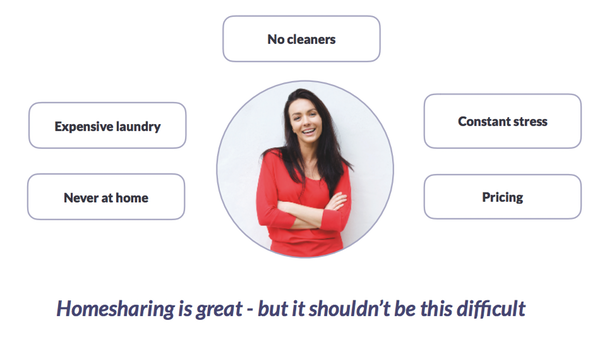 No cleaners
Expensive laundry
Constant stress
Never at home
Pricing
Homesharing is great - but it shouldn't be this difficult